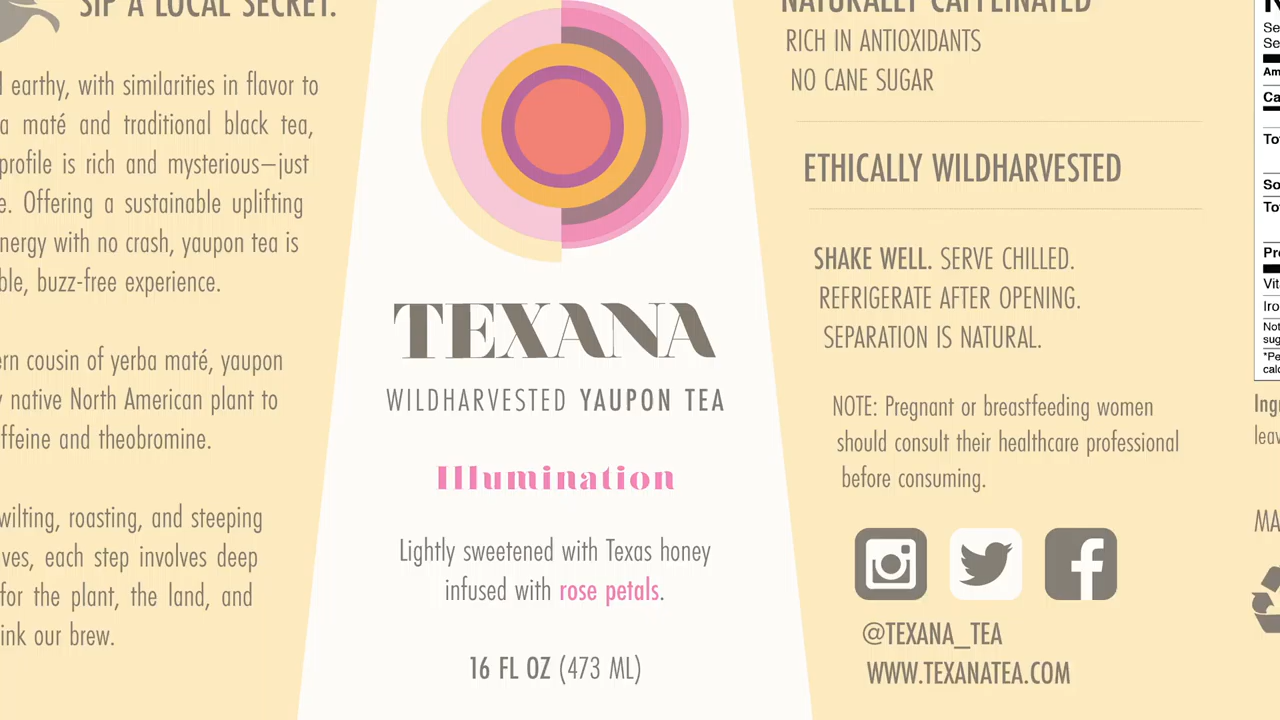 SIP A LOCAL SECRET.
earthy, with similarities in flavor to
maté and traditional black tea,
profile is rich and mysterious—just
Offering a sustainable uplifting
with no crash, yaupon tea is
buzz-free experience.
cousin of yerba maté, yaupon
native North American plant to
and theobromine.
wilting, roasting, and steeping
each step involves deep
for the plant, the land, and
our brew.
TEXANA
WILDHARVESTED YAUPON TEA
Illumination
Lightly sweetened with Texas honey
infused with rose petals.
16 FL OZ (473 ML)
NATURALLY CAFFEINATED
RICH IN ANTIOXIDANTS
NO CANE SUGAR
ETHICALLY WILDHARVESTED
SHAKE WELL. SERVE CHILLED.
REFRIGERATE AFTER OPENING.
SEPARATION IS NATURAL.
NOTE: Pregnant or breastfeeding women
should consult their healthcare professional
before consuming.
@TEXANA_TEA
WWW.TEXANATEA.COM